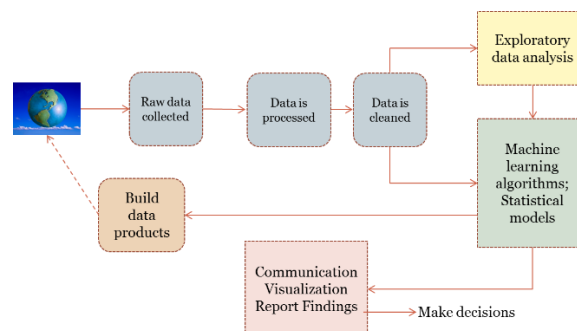 Exploratory
data analysis
Raw data
collected
Data is
processed
Data is
cleaned
Machine
learning
algorithms;
Statistical
models
Build
data
products
Communication
Visualization
Report Findings
Make decisions